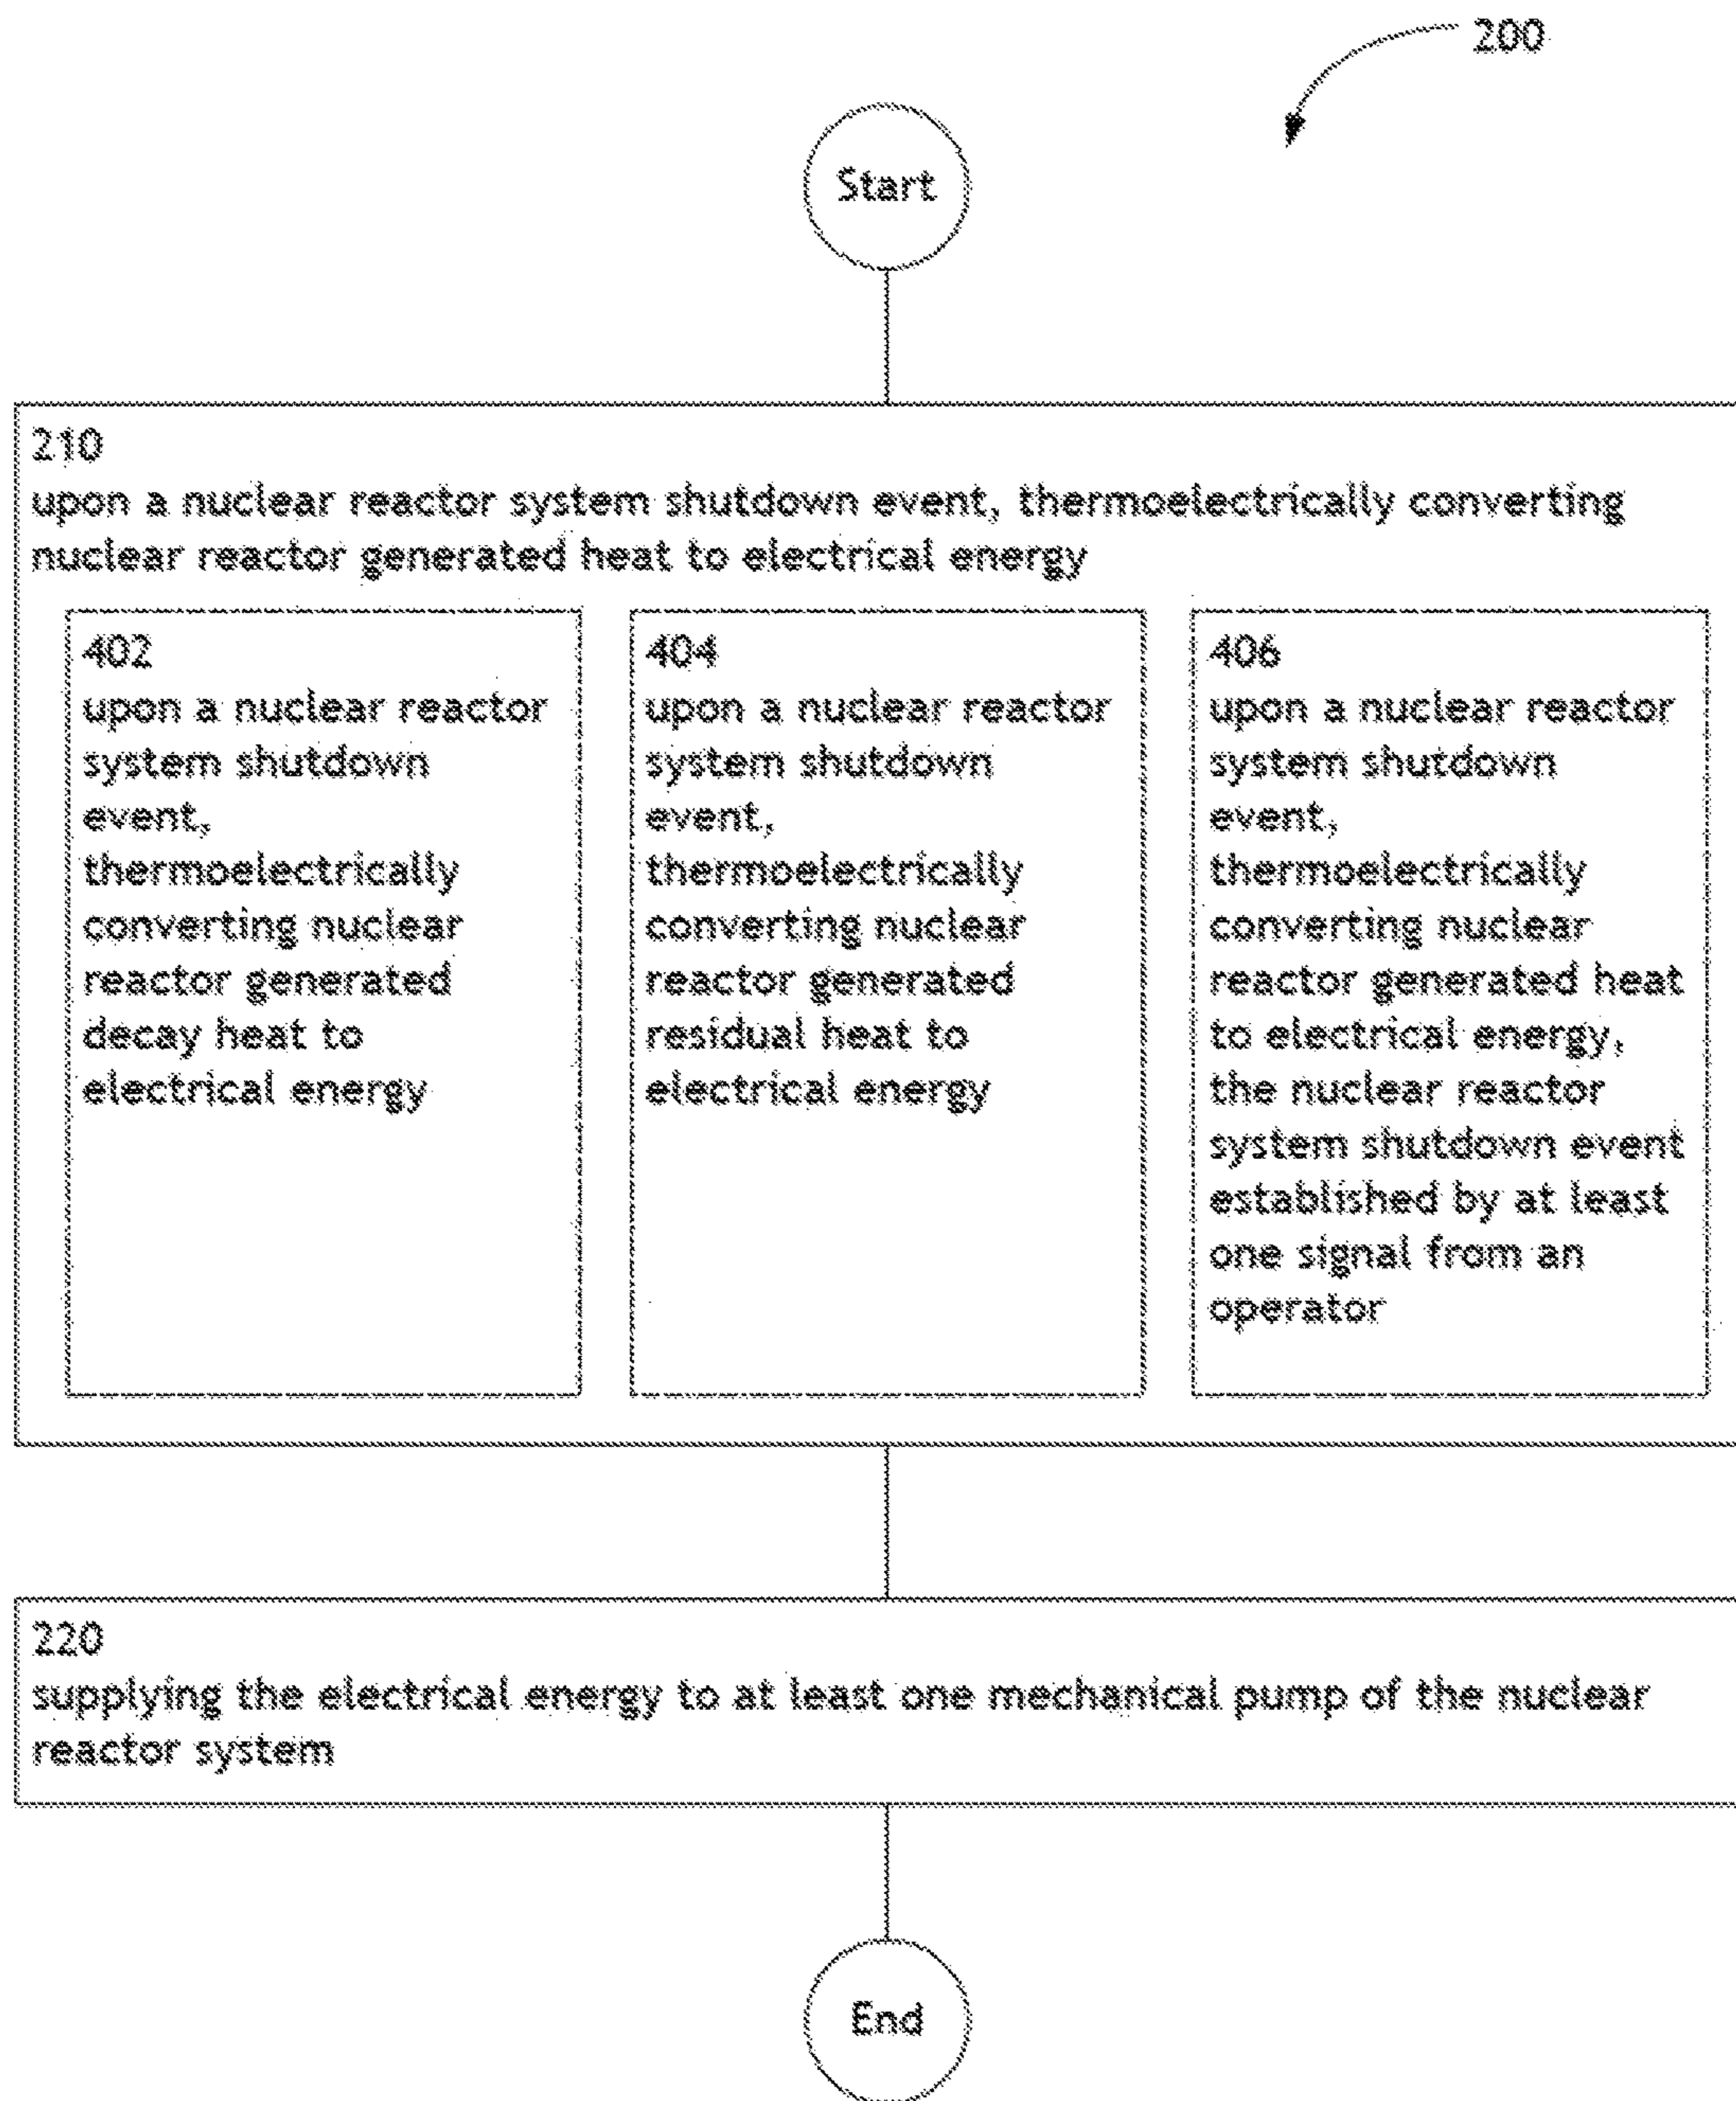 200
Start
210
upon a nuclear reactor system shutdown event, thermoelectrically converting
nuclear reactor generated heat to electrical energy
402
upon a nuclear reactor
system shutdown
event,
thermoelectrically
converting nuclear
reactor generated
decay heat to
electrical energy
404
upon a nuclear reactor
system shutdown
event,
thermoelectrically
converting nuclear
reactor generated
residual heat to
electrical energy
406
upon a nuclear reactor
system shutdown
event,
thermoelectrically
converting nuclear
reactor generated heat
to electrical energy,
the nuclear reactor
system shutdown event
established by at least
one signal from an
operator
220
supplying the electrical energy to at least one mechanical pump of the nuclear
reactor system
End